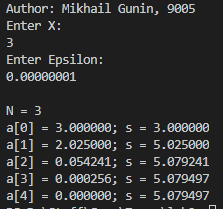 Author: Mikhail Gunin, 9005
Enter X:
3
Enter Epsilon:
0.00000001
N = 3
a[0] = 3.000000; s = 3.000000
a[1] = 2.025000; s = 5.025000
a[2] = 0.054241; s = 5.079241
a[3] = 0.000256; s = 5.079497
a[4] = 0.000000; s = 5.079497